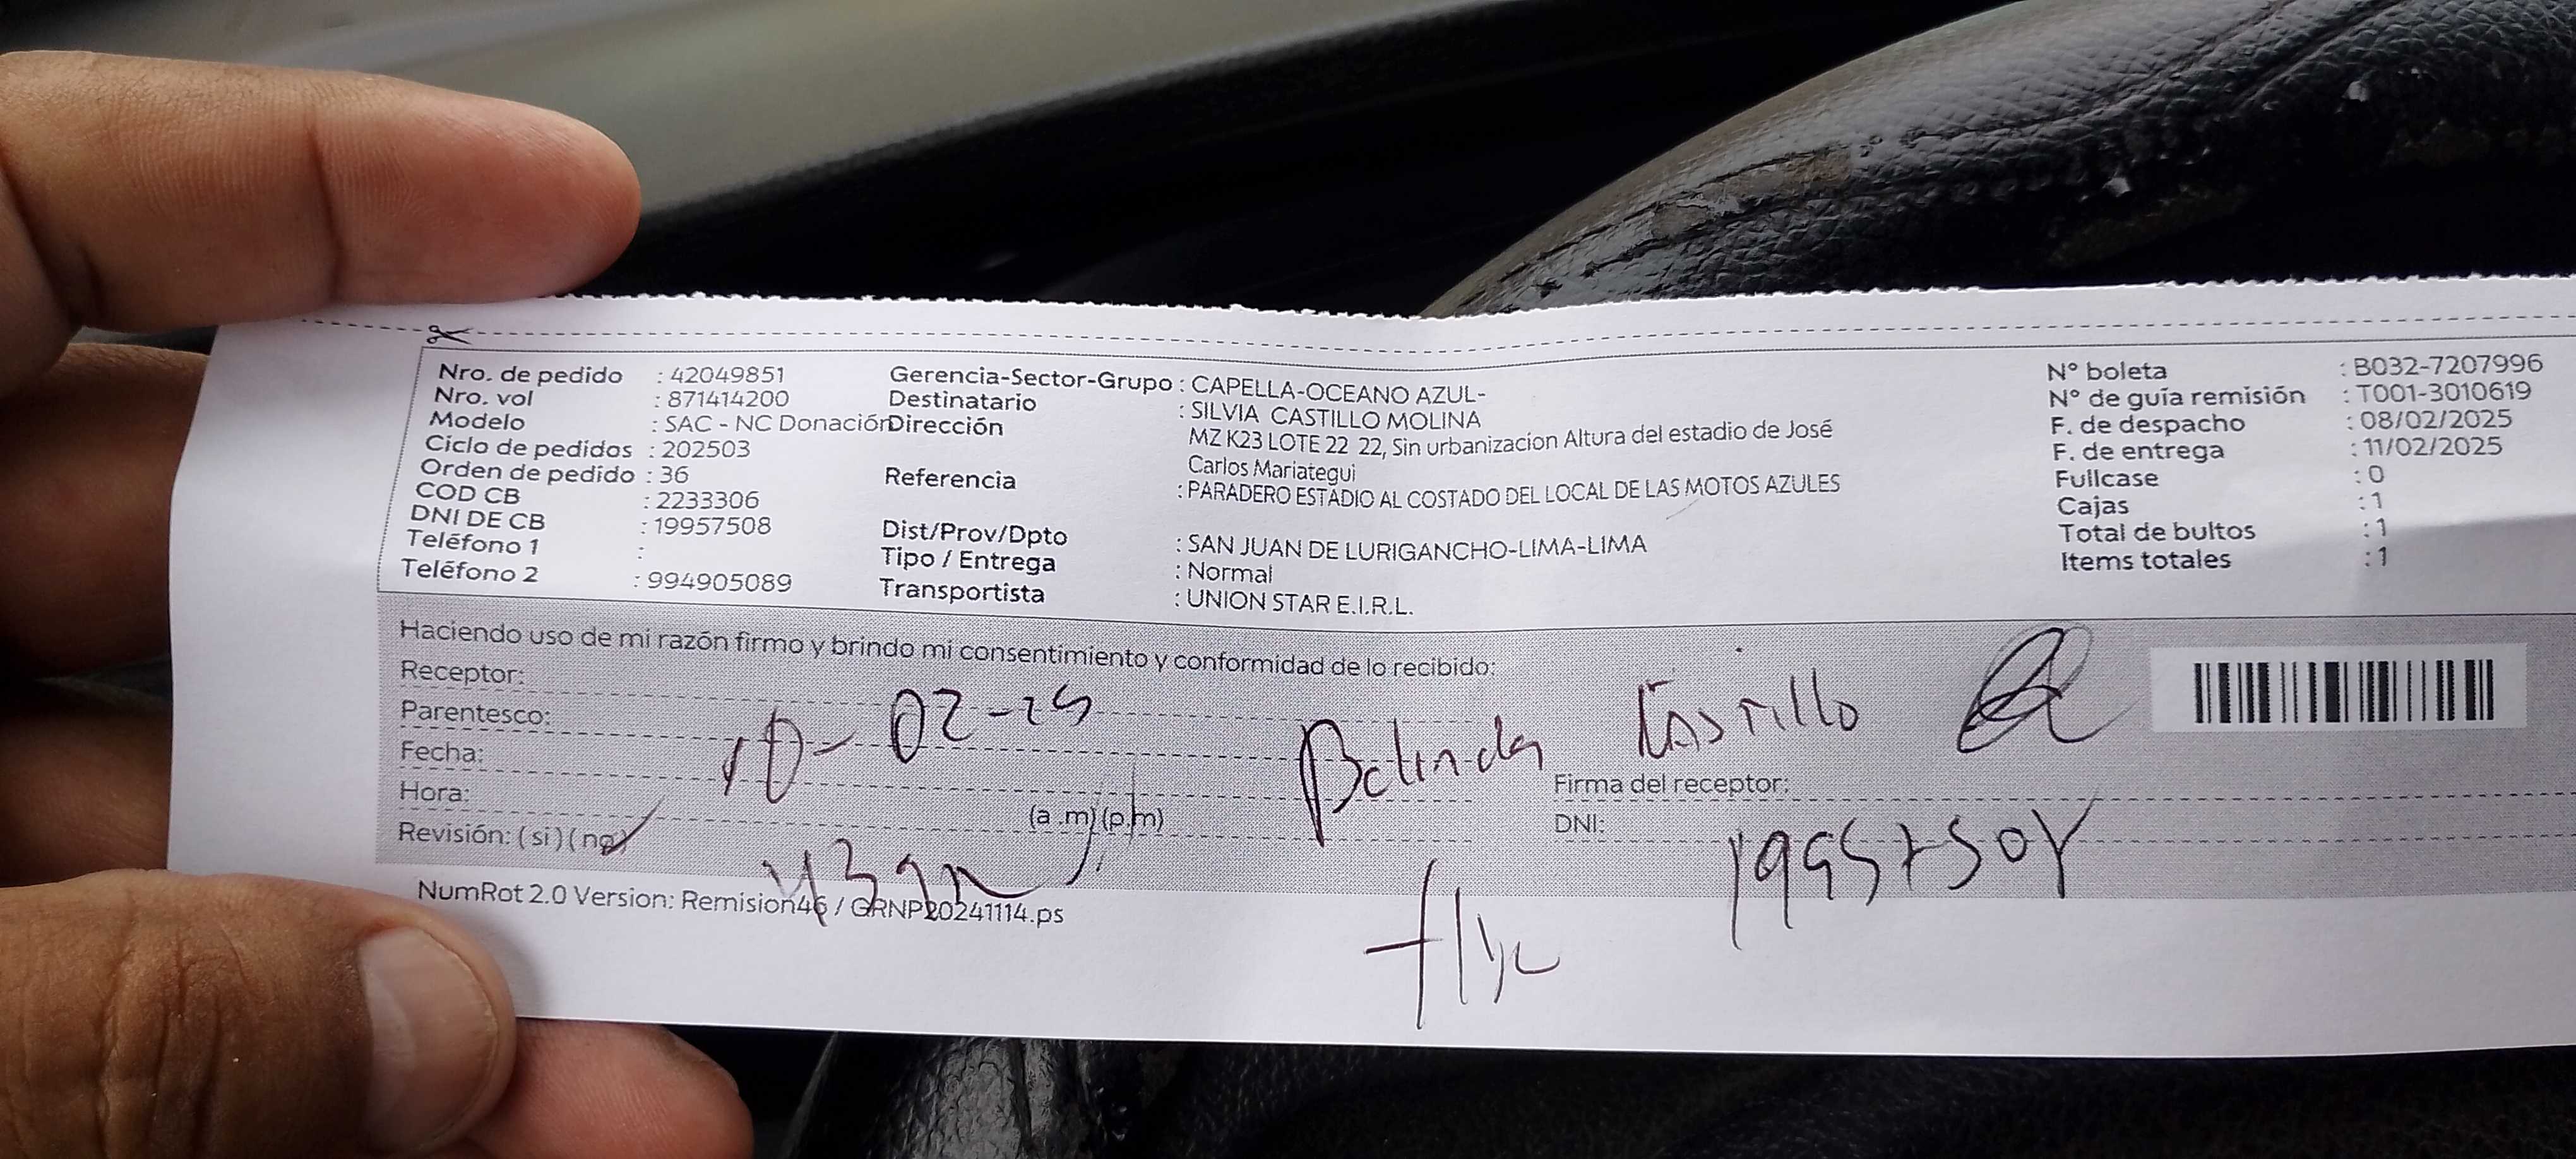 Nro. de pedido : 42049851
Nro. vol : 871414200
Modelo : SAC - NC Donación
Ciclo de pedidos : 202503
Orden de pedido : 36
COD CB : 2233306
DNI DE CB : 19957508
Teléfono 1 :
Teléfono 2 : 994905089
Gerencia-Sector-Grupo : CAPELLA-OCEANO AZUL-
Destinatario : SILVIA CASTILLO MOLINA
Dirección MZ K23 LOTE 22 22, Sin urbanizacion Altura del estadio de José
Carlos Mariategui
Referencia : PARADERO ESTADIO AL COSTADO DEL LOCAL DE LAS MOTOS AZULES
Dist/Prov/Dpto : SAN JUAN DE LURIGANCHO-LIMA-LIMA
Tipo / Entrega : Normal
Transportista : UNION STAR E.I.R.L.
N° boleta : B032-7207996
N° de guía remisión : T001-3010619
F. de despacho : 08/02/2025
F. de entrega : 11/02/2025
Fullcase : 0
Cajas : 1
Total de bultos : 1
Items totales : 1
Haciendo uso de mi razón firmo y brindo mi consentimiento y conformidad de lo recibido:
Receptor:
Parentesco:
Fecha: 10-02-25
Hora: (a.m) (p.m)
Revisión: (si) (no)
Castillo
Firma del receptor:
DNI:
NumRot 2.0 Version: Remision46 / GRNP20241114.ps